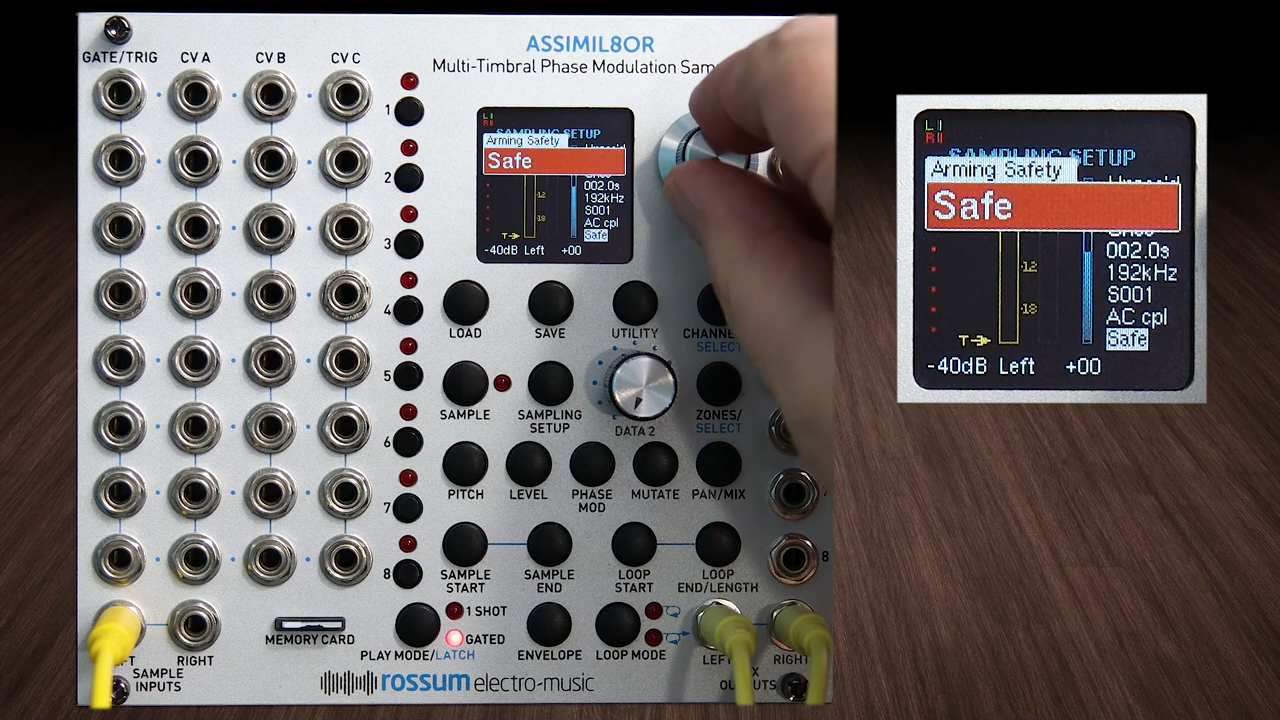 GATE/TRIG CV A CV B CV C
ASSIMIL8OR
Multi-Timbral Phase Modulation Sam
1
2
3
4
5
6
7
8
SAMPLING SETUP
Arming Safety
Safe
12
18
002.0s
192kHz
S001
AC cpl
Safe
T
-40dB Left +00
LOAD SAVE UTILITY CHANNE
SELECT
SAMPLE SAMPLING SETUP DATA 2 ZONES/
SELECT
PITCH LEVEL PHASE MOD MUTATE PAN/MIX
SAMPLE START SAMPLE END LOOP START LOOP END/LENGTH
8
1 SHOT
GATED
MEMORY CARD
PLAY MODE/LATCH ENVELOPE LOOP MODE LEFT RIGHT
RIGHT
SAMPLE INPUTS
rossum electro-music
L
R
SAMPLING SETUP
Arming Safety
Safe
12
18
002.0s
192kHz
S001
AC cpl
Safe
T
-40dB Left +00